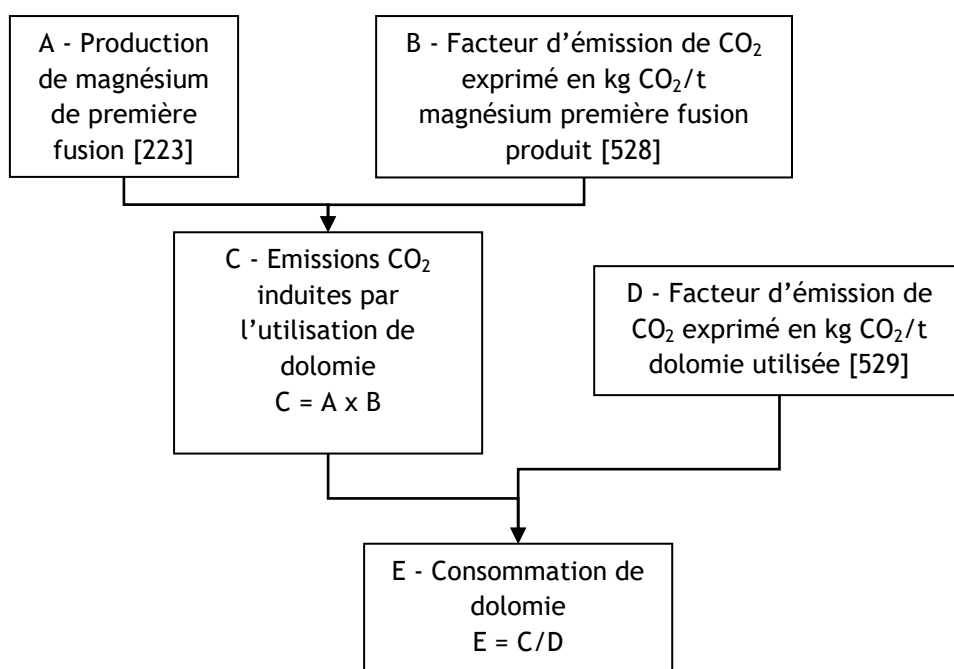 A - Production
de magnésium
de première
fusion [223]
B - Facteur d’émission de CO₂
exprimé en kg CO₂/t
magnésium première fusion
produit [528]
C - Emissions CO₂
induites par
l’utilisation de
dolomie
C = A x B
D - Facteur d’émission de
CO₂ exprimé en kg CO₂/t
dolomie utilisée [529]
E - Consommation de
dolomie
E = C/D